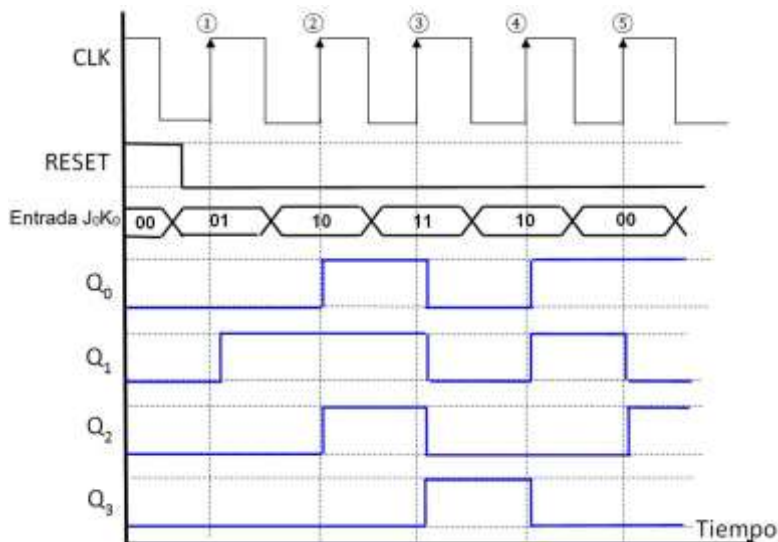 ① ② ③ ④ ⑤
CLK
RESET
Entrada J₀K₀ 00 01 10 11 10 00
Q₀
Q₁
Q₂
Q₃
Tiempo